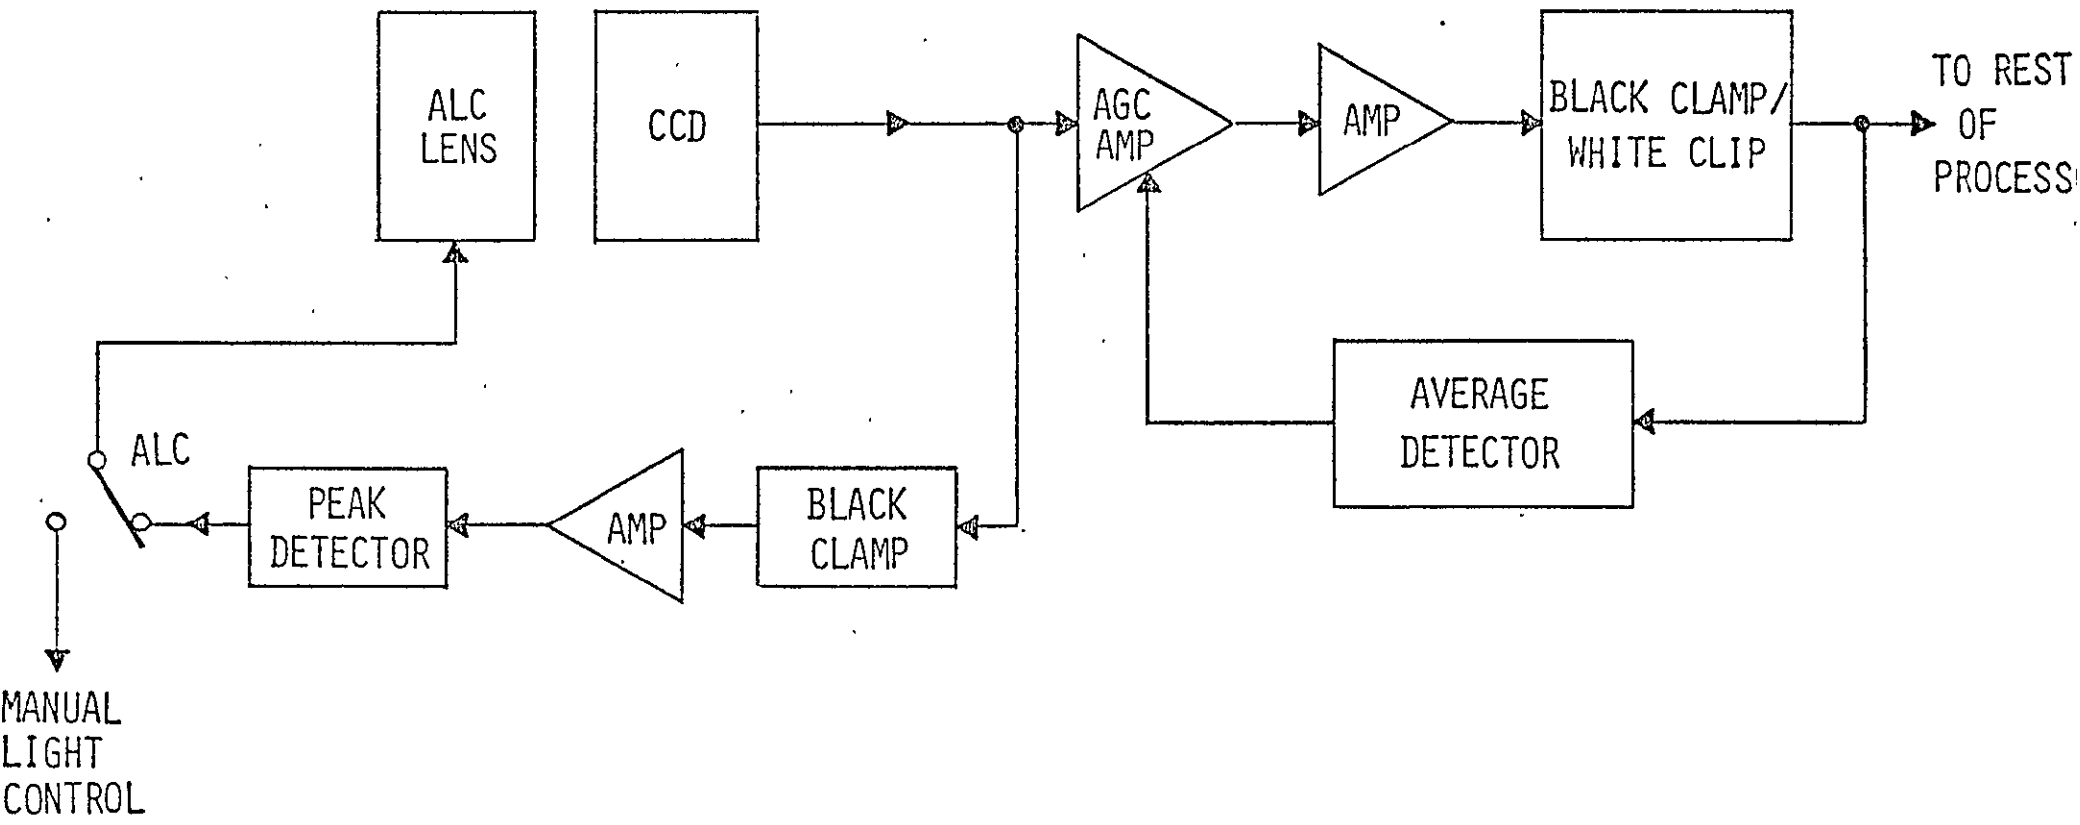 ALC
LENS
CCD
AGC
AMP
AMP
BLACK CLAMP/
WHITE CLIP
TO REST
OF
PROCESS
AVERAGE
DETECTOR
ALC
PEAK
DETECTOR
AMP
BLACK
CLAMP
MANUAL
LIGHT
CONTROL